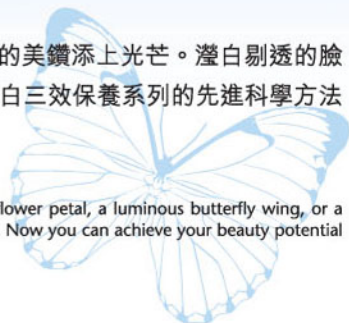 的美鑽添上光芒。瀅白剔透的臉
白三效保養系列的先進科學方法
flower petal, a luminous butterfly wing, or a
Now you can achieve your beauty potential